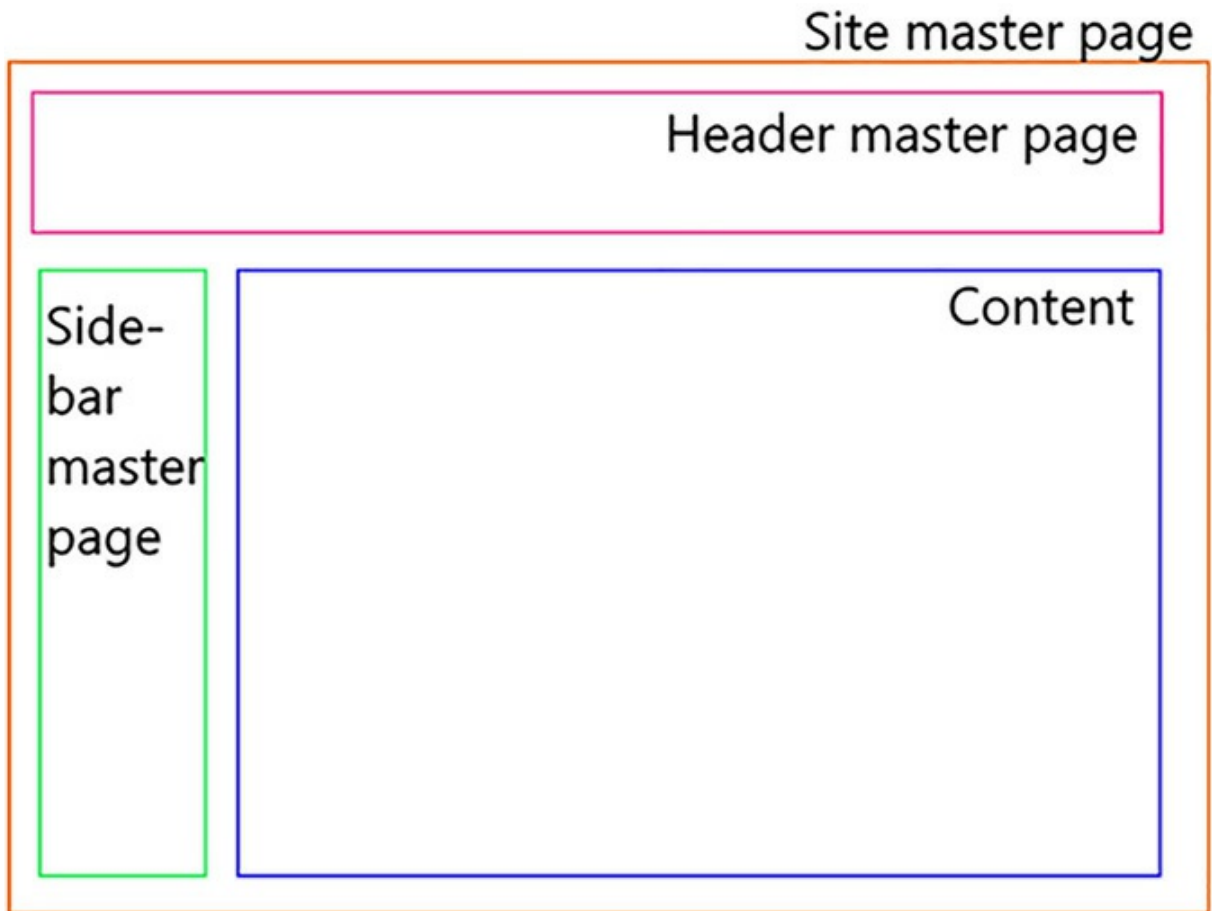 Site master page
Header master page
Side-
bar
master
page
Content